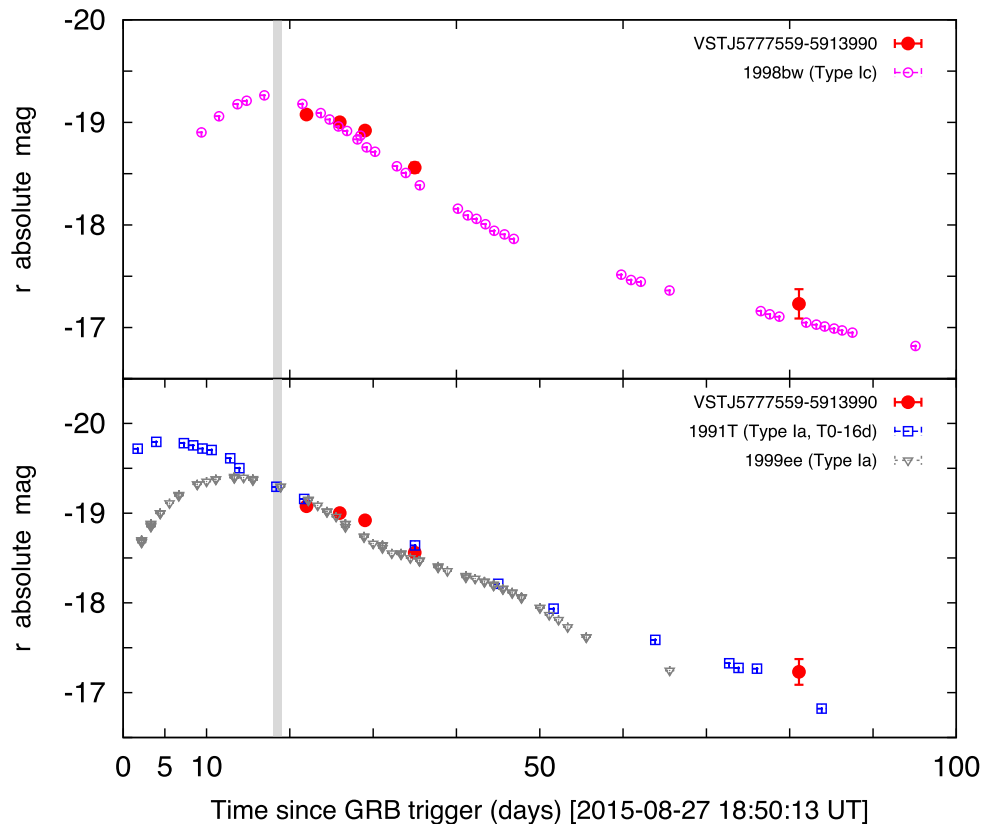 -20
-19
-18
-17
r absolute mag
VSTJ5777559-5913990
1998bw (Type Ic)
-20
-19
-18
-17
r absolute mag
VSTJ5777559-5913990
1991T (Type Ia, T0-16d)
1999ee (Type Ia)
0 5 10 50 100
Time since GRB trigger (days) [2015-08-27 18:50:13 UT]